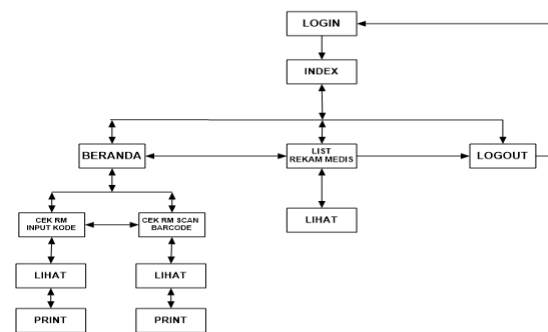 LOGIN
INDEX
BERANDA
LIST
REKAM MEDIS
LOGOUT
CEK RM
INPUT KODE
CEK RM SCAN
BARCODE
LIHAT
LIHAT
LIHAT
PRINT
PRINT